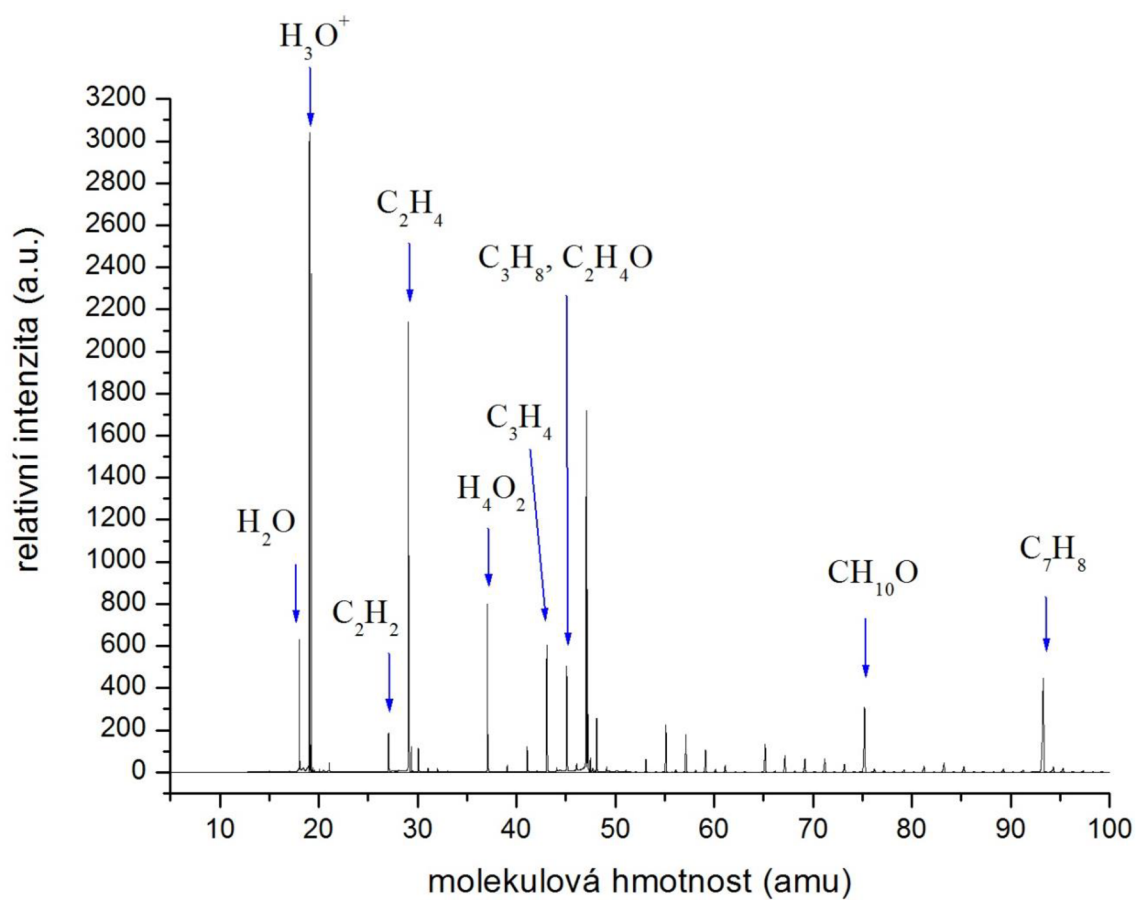 H₃O⁺
C₂H₄
C₃H₈, C₂H₄O
C₃H₄
H₄O₂
H₂O
C₂H₂
CH₁₀O
C₇H₈
relativní intenzita (a.u.)
3200
3000
2800
2600
2400
2200
2000
1800
1600
1400
1200
1000
800
600
400
200
0
10 20 30 40 50 60 70 80 90 100
molekulová hmotnost (amu)